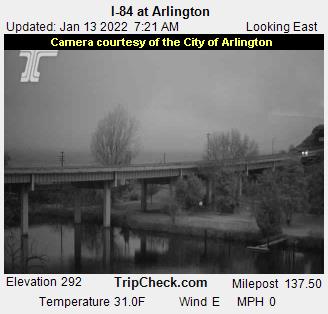 I-84 at Arlington
Updated: Jan 13 2022 7:21 AM Looking East
Camera courtesy of the City of Arlington
Elevation 292 TripCheck.com Milepost 137.50
Temperature 31.0F Wind E MPH 0